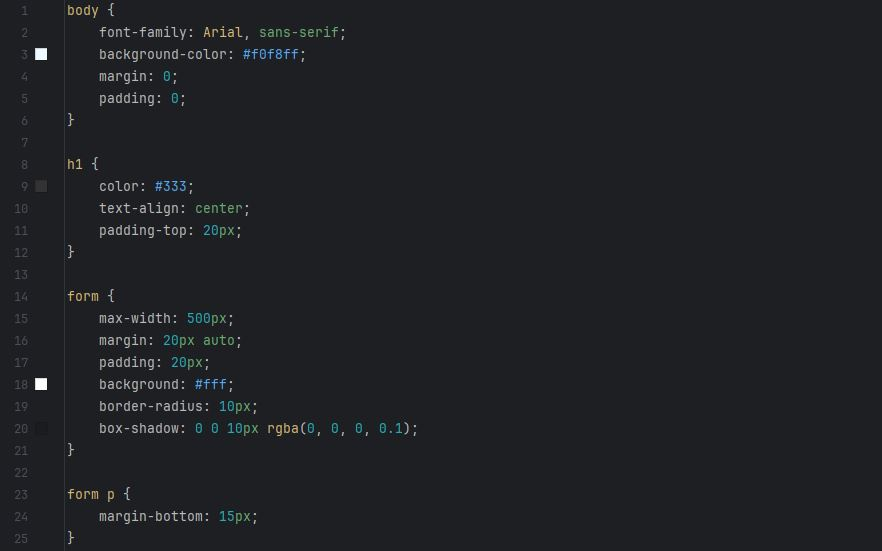 1 body {
2     font-family: Arial, sans-serif;
3     background-color: #f0f8ff;
4     margin: 0;
5     padding: 0;
6 }
7
8 h1 {
9     color: #333;
10     text-align: center;
11     padding-top: 20px;
12 }
13
14 form {
15     max-width: 500px;
16     margin: 20px auto;
17     padding: 20px;
18     background: #fff;
19     border-radius: 10px;
20     box-shadow: 0 0 10px rgba(0, 0, 0, 0.1);
21 }
22
23 form p {
24     margin-bottom: 15px;
25 }